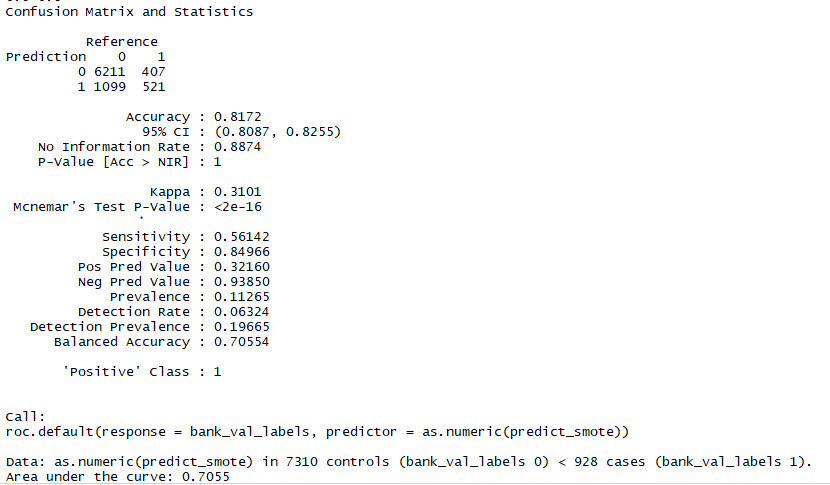 Confusion Matrix and Statistics
Reference
Prediction 0 1
0 6211 407
1 1099 521
Accuracy : 0.8172
95% CI : (0.8087, 0.8255)
No Information Rate : 0.8874
P-Value [Acc > NIR] : 1
Kappa : 0.3101
Mcnemar's Test P-Value : <2e-16
Sensitivity : 0.56142
Specificity : 0.84966
Pos Pred Value : 0.32160
Neg Pred Value : 0.93850
Prevalence : 0.11265
Detection Rate : 0.06324
Detection Prevalence : 0.19665
Balanced Accuracy : 0.70554
'Positive' Class : 1
Call:
roc.default(response = bank_val_labels, predictor = as.numeric(predict_smote))
Data: as.numeric(predict_smote) in 7310 controls (bank_val_labels 0) < 928 cases (bank_val_labels 1).
Area under the curve: 0.7055